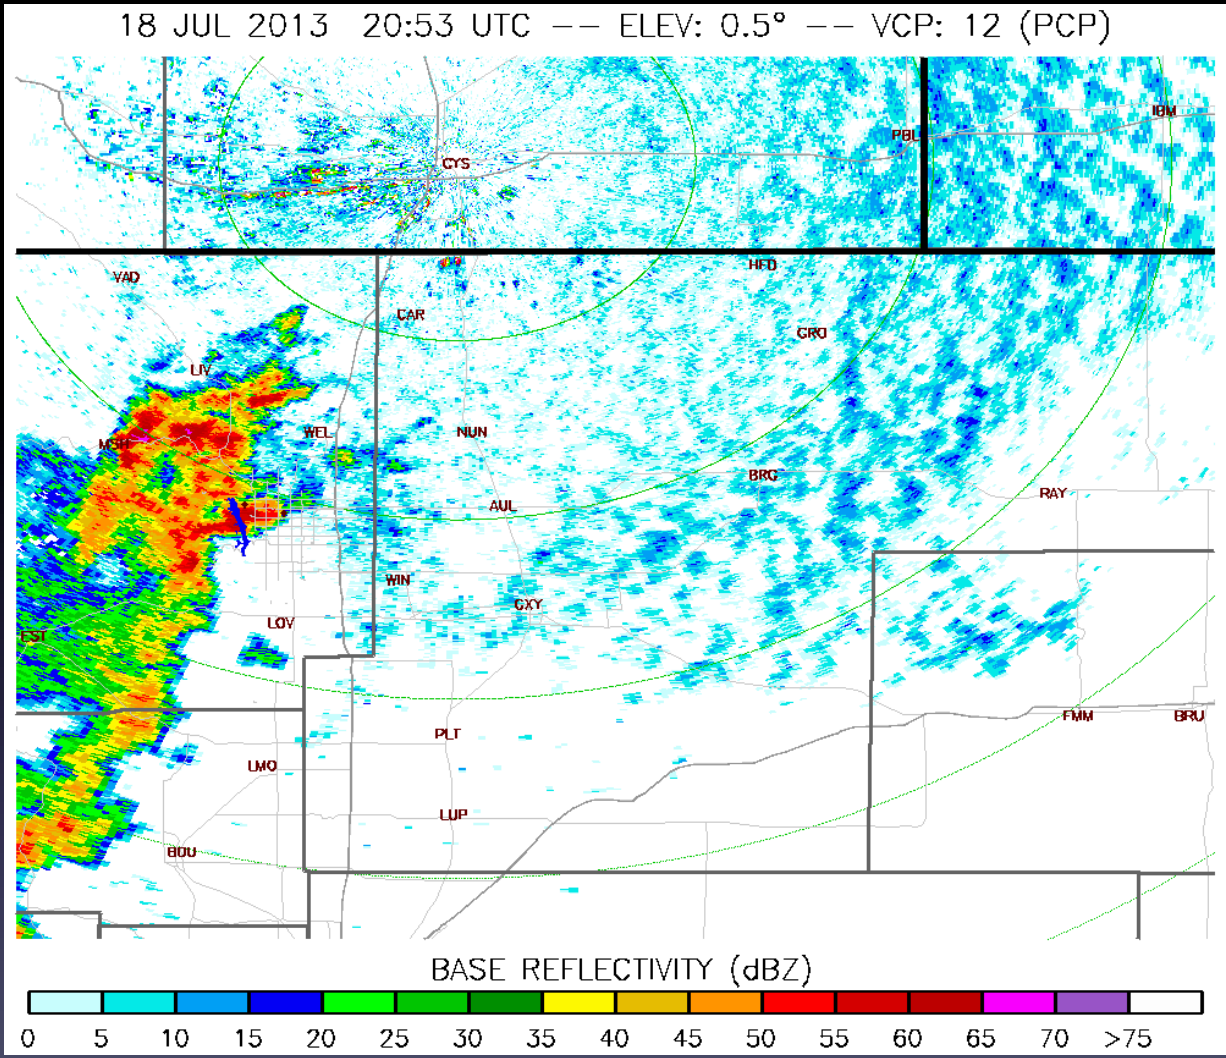 18 JUL 2013 20:53 UTC -- ELEV: 0.5° -- VCP: 12 (PCP)
IBM
PBL
CYS
HFD
VAD
CAR
GRO
LIV
WEL
NUN
MSH
BRG
RAY
AUL
WIN
GXY
LOV
EST
FMM
BRU
PLT
LMO
LUP
BOU
BASE REFLECTIVITY (dBZ)
0 5 10 15 20 25 30 35 40 45 50 55 60 65 70 >75